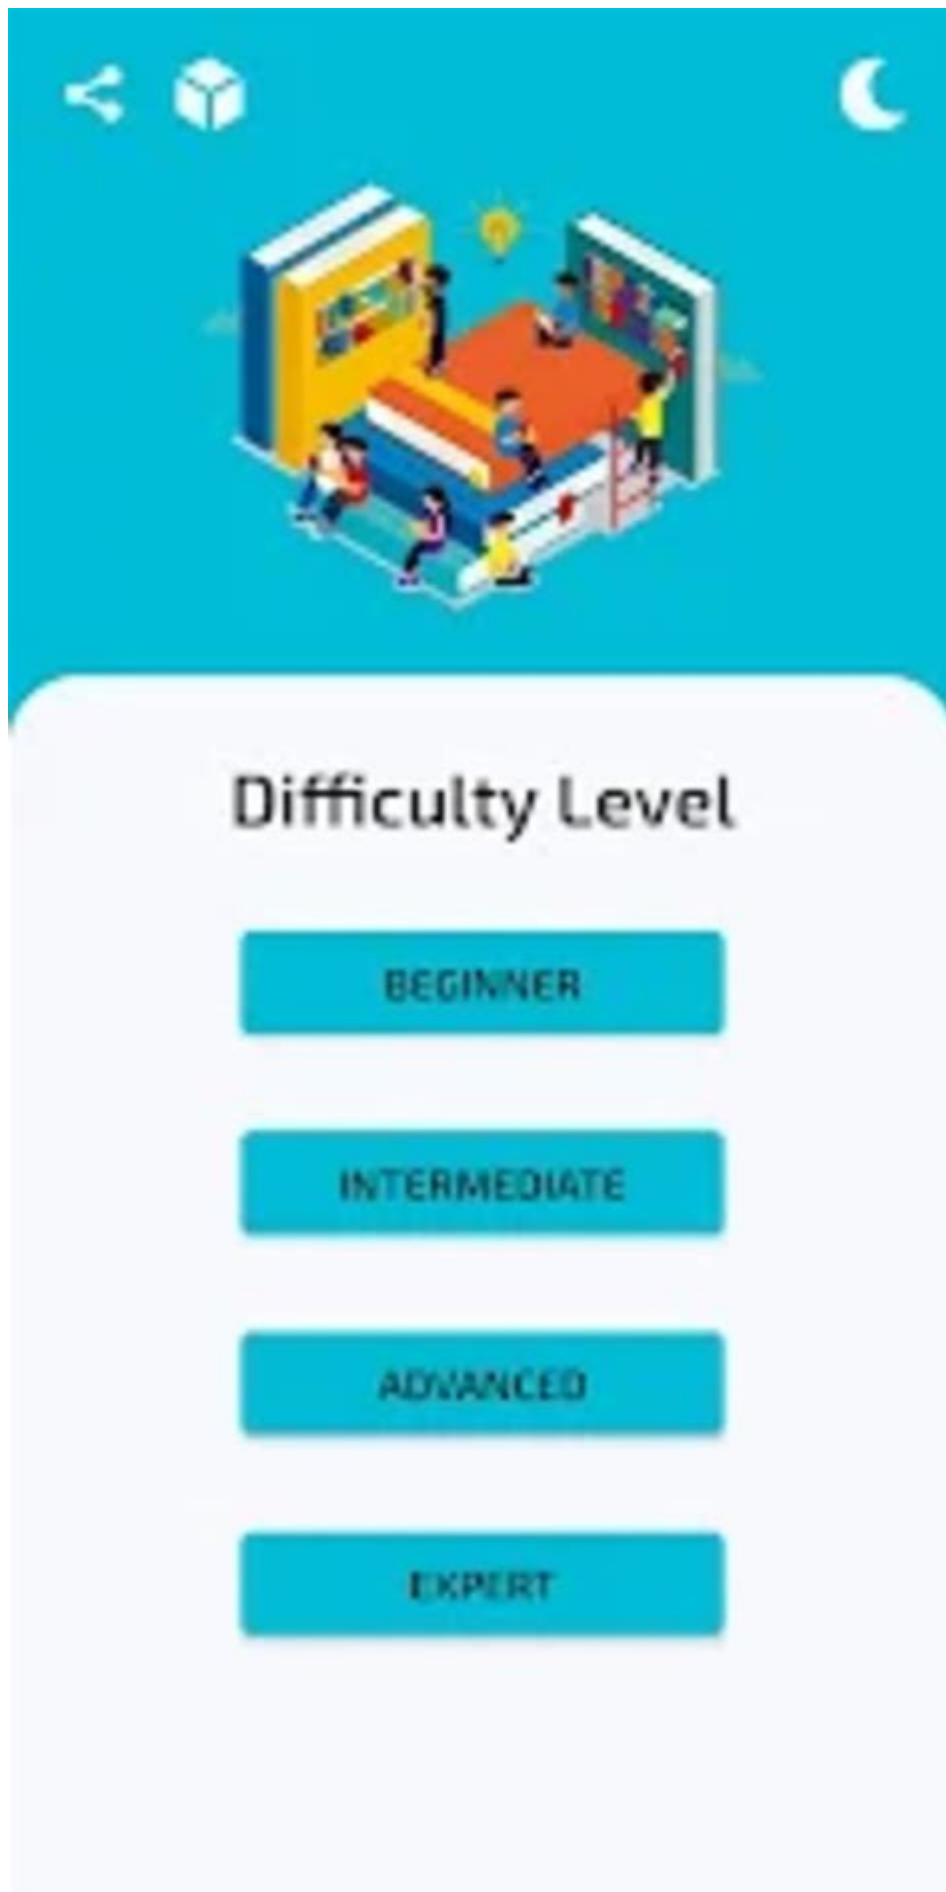 Difficulty Level
BEGINNER
INTERMEDIATE
ADVANCED
EXPERT